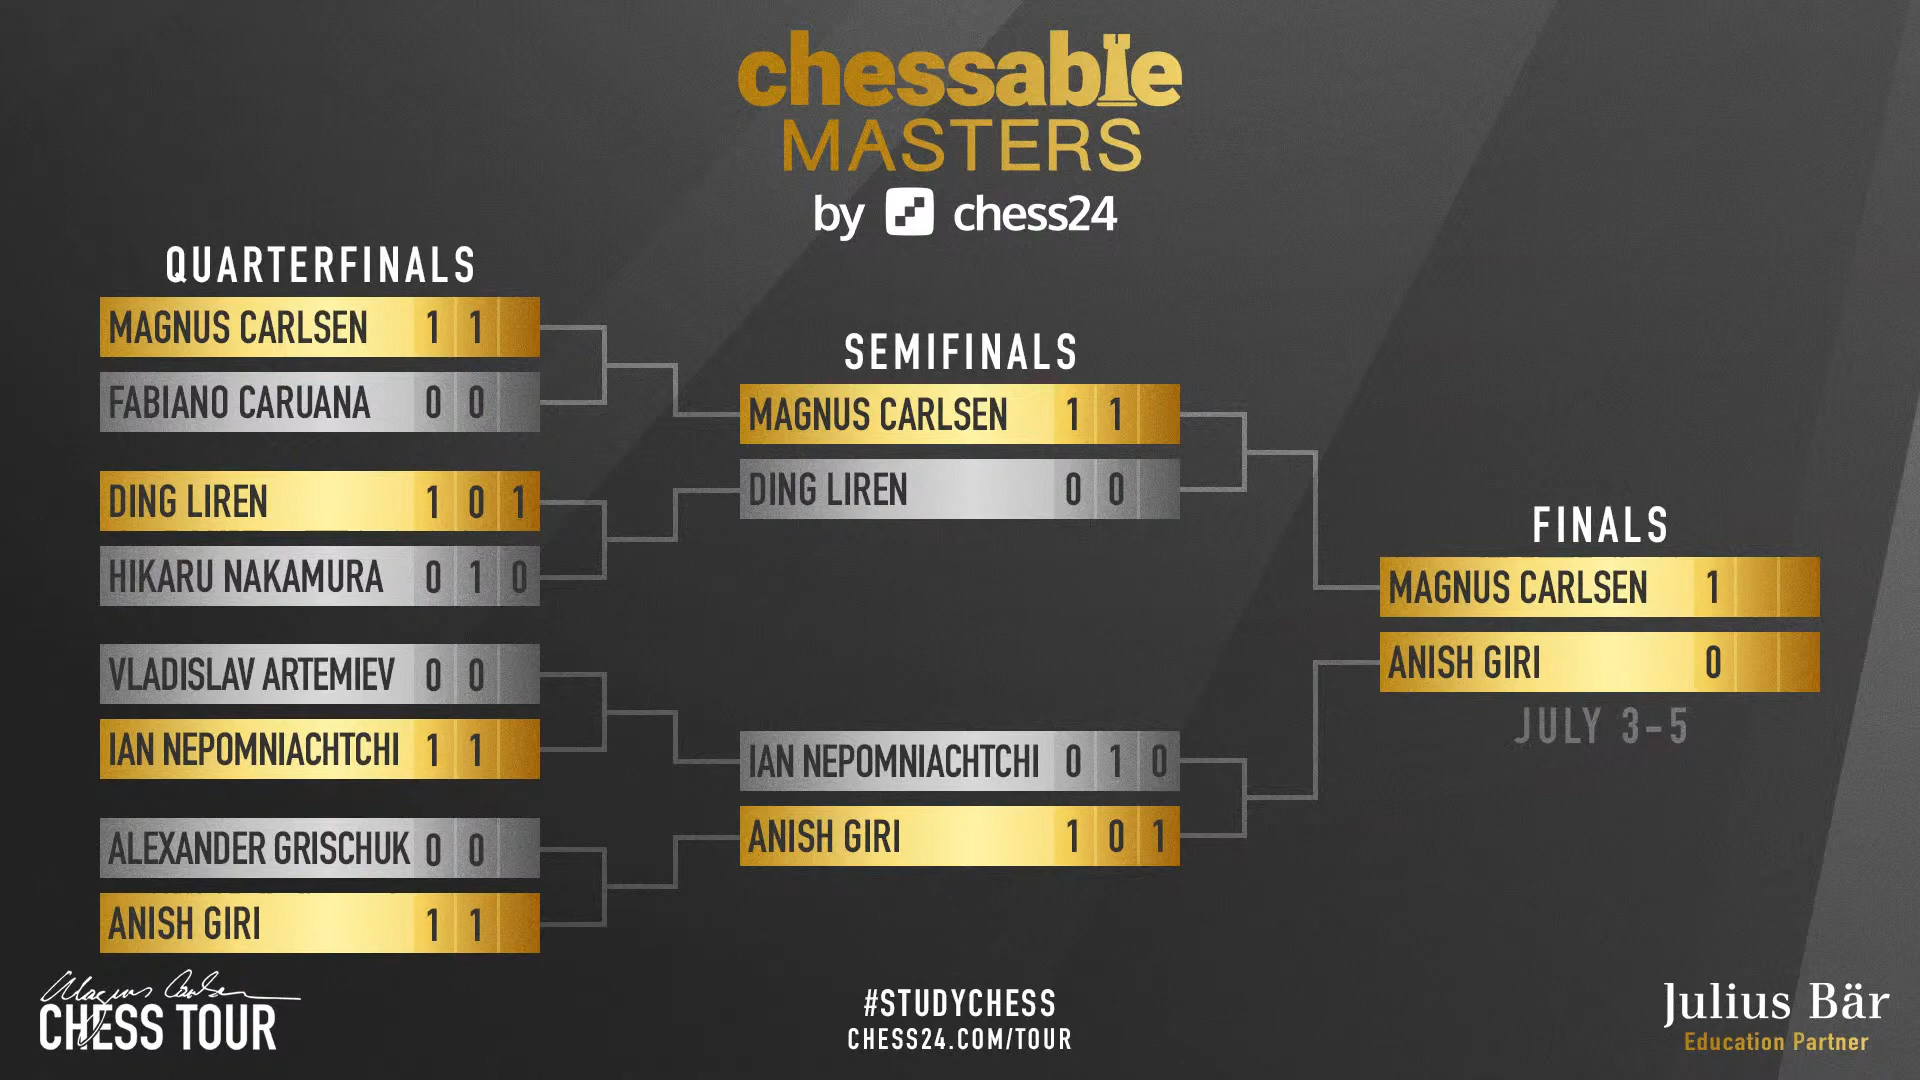 chessable
MASTERS
by chess24
QUARTERFINALS
MAGNUS CARLSEN 1 1
FABIANO CARUANA 0 0
DING LIREN 1 0 1
HIKARU NAKAMURA 0 1 0
VLADISLAV ARTEMIEV 0 0
IAN NEPOMNIACHTCHI 1 1
ALEXANDER GRISCHUK 0 0
ANISH GIRI 1 1
SEMIFINALS
MAGNUS CARLSEN 1 1
DING LIREN 0 0
IAN NEPOMNIACHTCHI 0 1 0
ANISH GIRI 1 0 1
FINALS
MAGNUS CARLSEN 1
ANISH GIRI 0
JULY 3-5
Magnus Carlsen
CHESS TOUR
#STUDYCHESS
CHESS24.COM/TOUR
Julius Bär
Education Partner